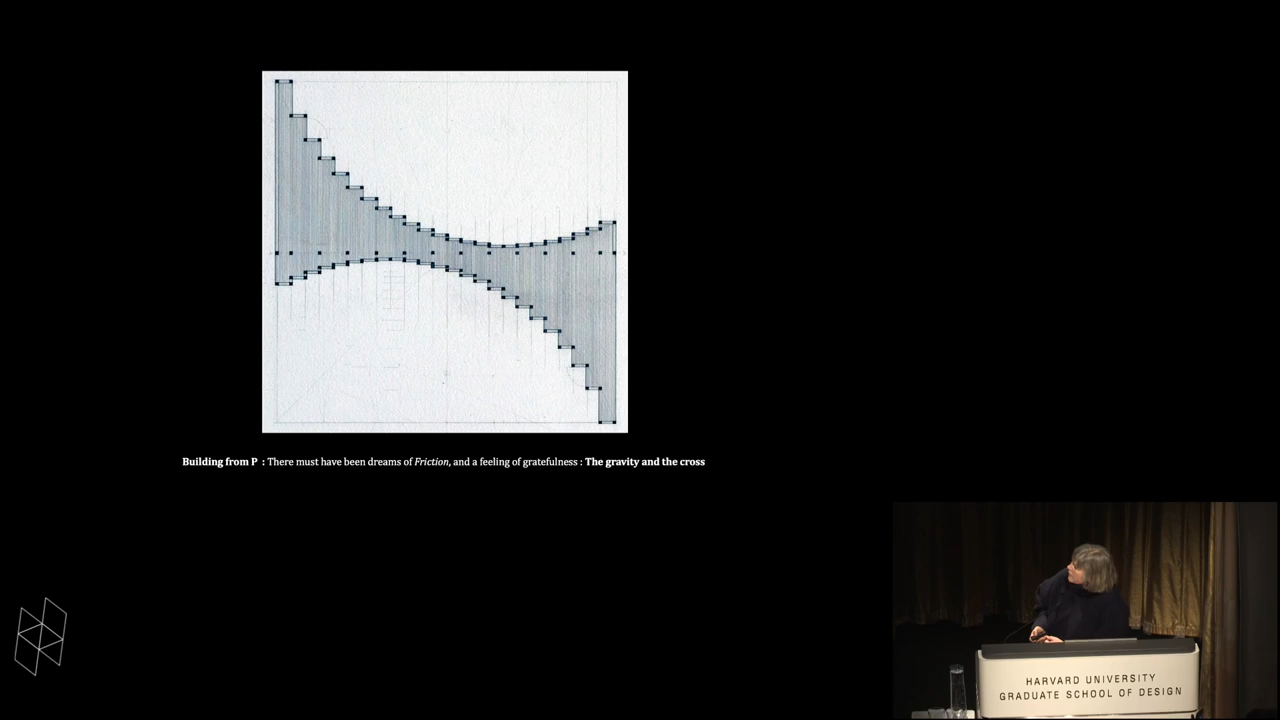 Building from P : There must have been dreams of Friction, and a feeling of gratefulness : The gravity and the cross
HARVARD UNIVERSITY
GRADUATE SCHOOL OF DESIGN